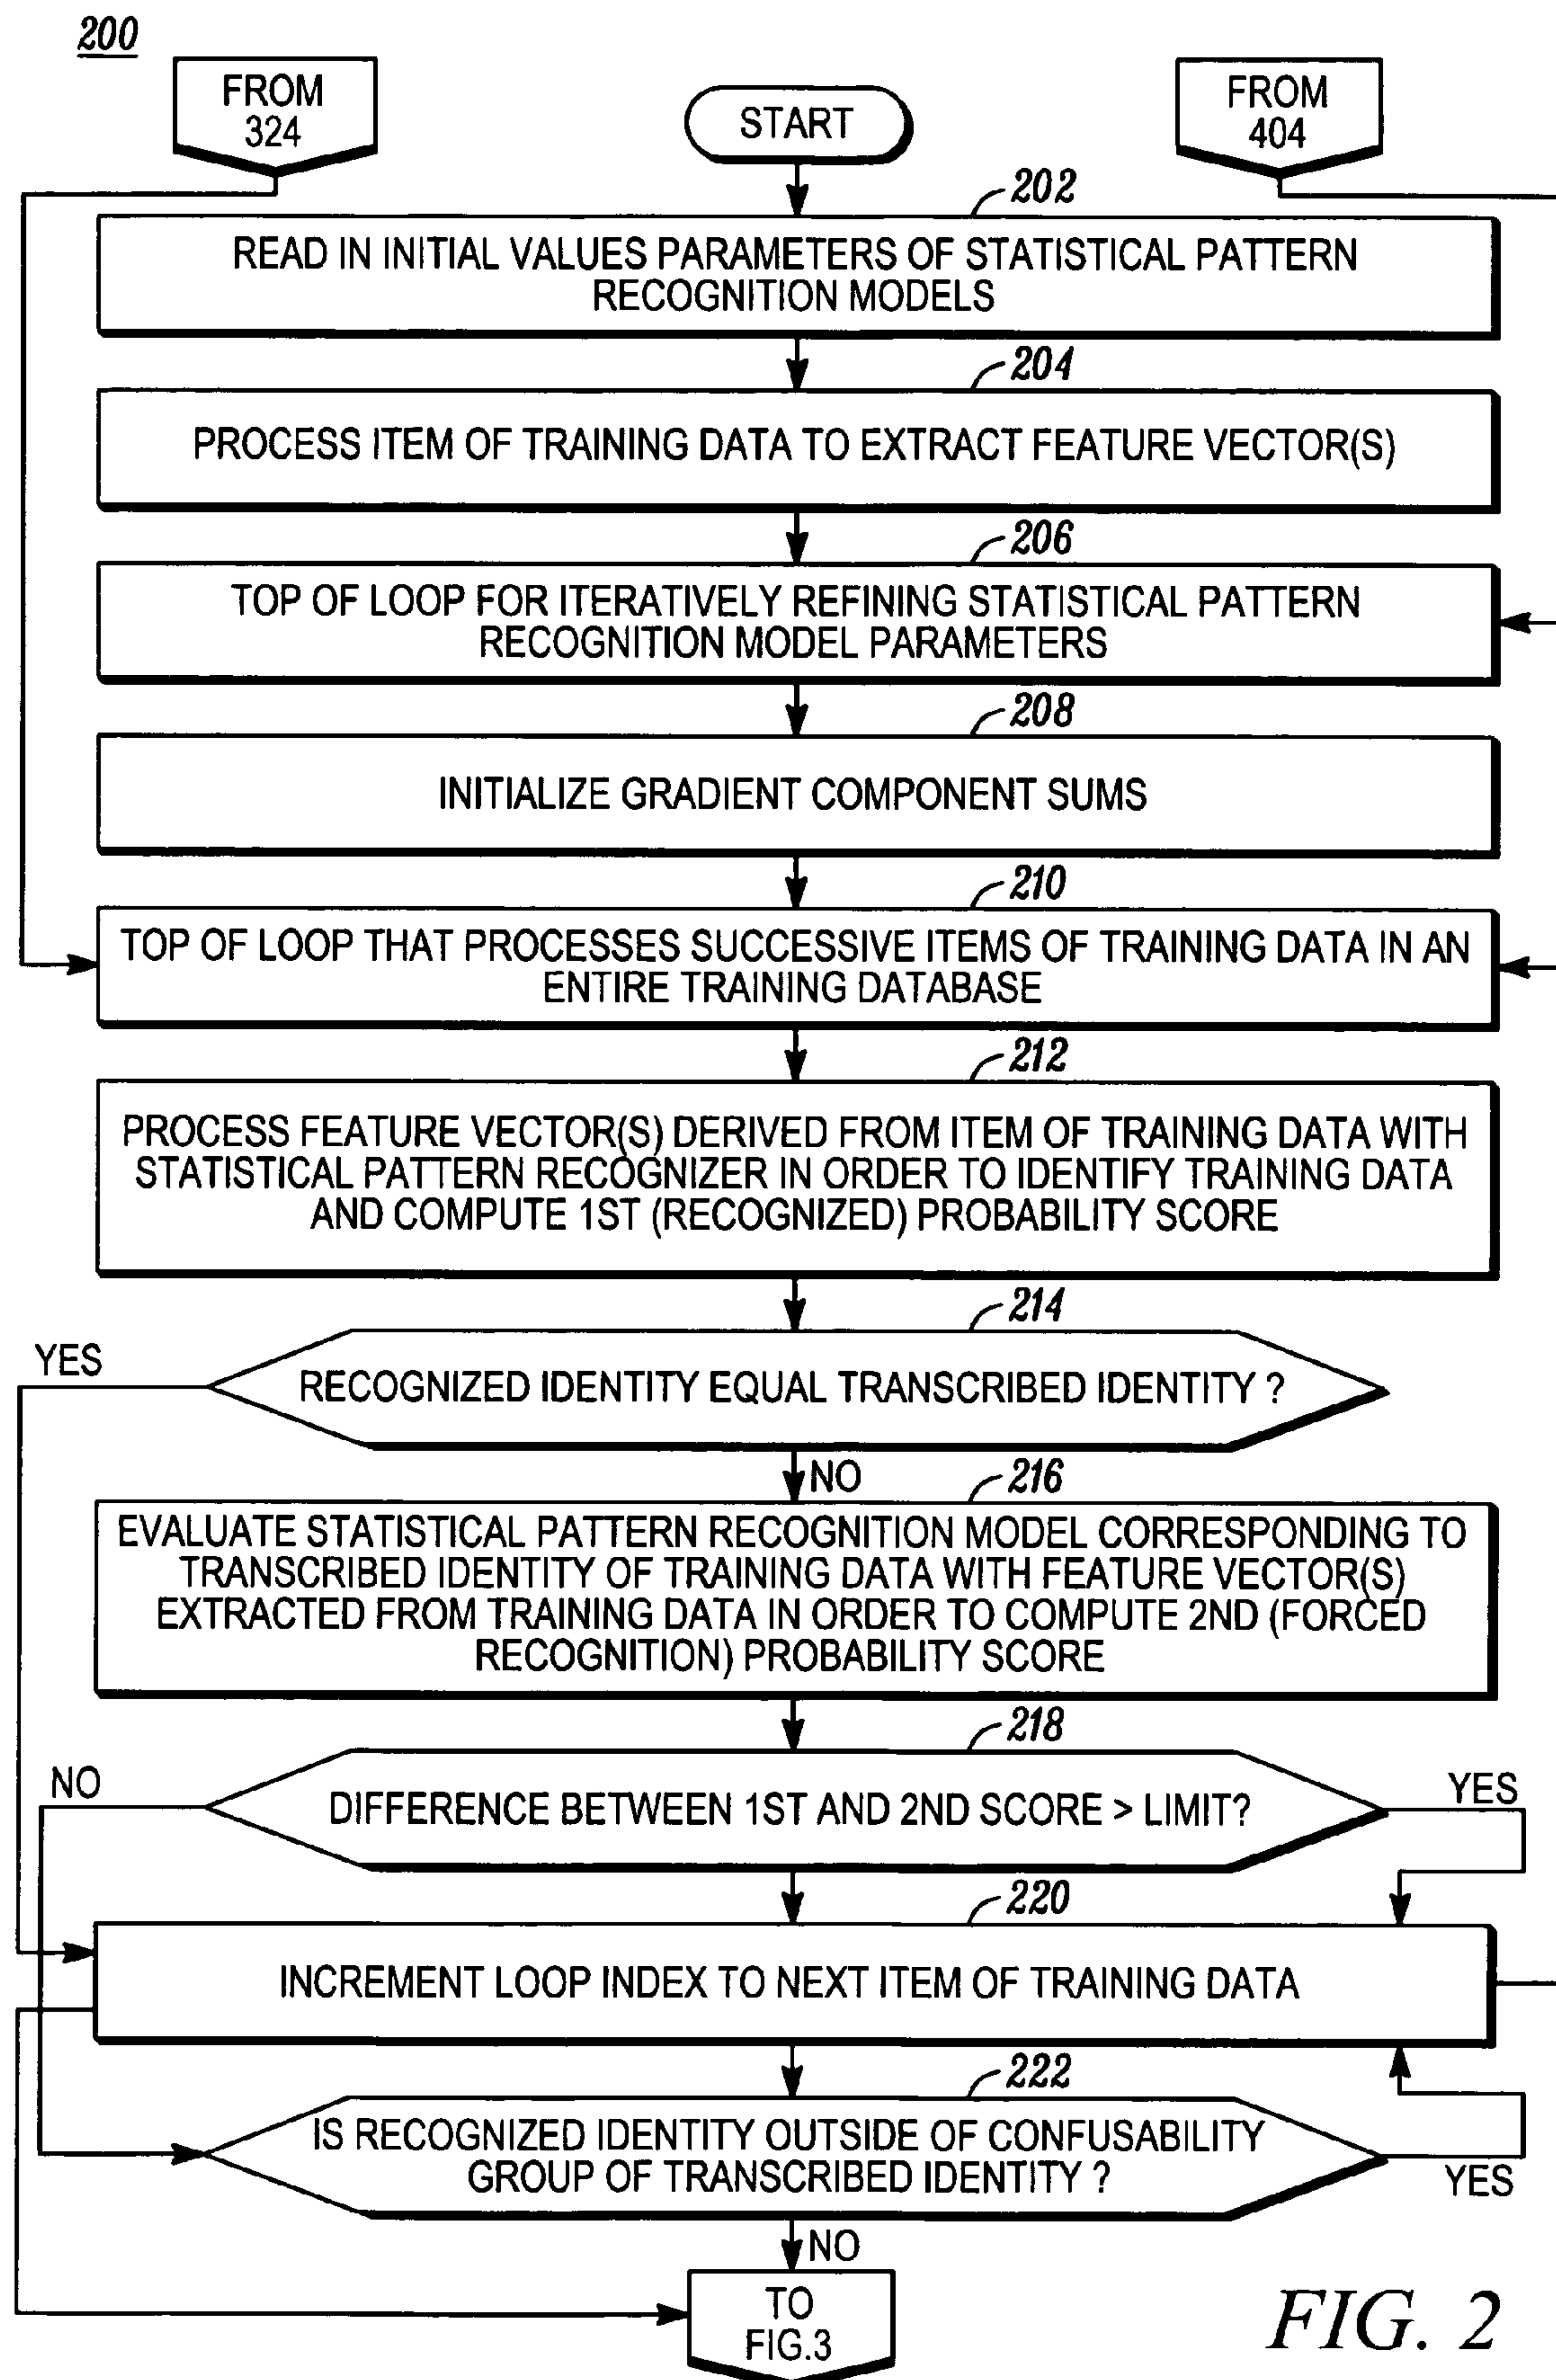 200
FROM
324
START
FROM
404
202
READ IN INITIAL VALUES PARAMETERS OF STATISTICAL PATTERN
RECOGNITION MODELS
204
PROCESS ITEM OF TRAINING DATA TO EXTRACT FEATURE VECTOR(S)
206
TOP OF LOOP FOR ITERATIVELY REFINING STATISTICAL PATTERN
RECOGNITION MODEL PARAMETERS
208
INITIALIZE GRADIENT COMPONENT SUMS
210
TOP OF LOOP THAT PROCESSES SUCCESSIVE ITEMS OF TRAINING DATA IN AN
ENTIRE TRAINING DATABASE
212
PROCESS FEATURE VECTOR(S) DERIVED FROM ITEM OF TRAINING DATA WITH
STATISTICAL PATTERN RECOGNIZER IN ORDER TO IDENTIFY TRAINING DATA
AND COMPUTE 1ST (RECOGNIZED) PROBABILITY SCORE
214
YES
RECOGNIZED IDENTITY EQUAL TRANSCRIBED IDENTITY ?
NO
216
EVALUATE STATISTICAL PATTERN RECOGNITION MODEL CORRESPONDING TO
TRANSCRIBED IDENTITY OF TRAINING DATA WITH FEATURE VECTOR(S)
EXTRACTED FROM TRAINING DATA IN ORDER TO COMPUTE 2ND (FORCED
RECOGNITION) PROBABILITY SCORE
218
NO
DIFFERENCE BETWEEN 1ST AND 2ND SCORE > LIMIT?
YES
220
INCREMENT LOOP INDEX TO NEXT ITEM OF TRAINING DATA
222
IS RECOGNIZED IDENTITY OUTSIDE OF CONFUSABILITY
GROUP OF TRANSCRIBED IDENTITY ?
YES
NO
TO
FIG.3
FIG. 2